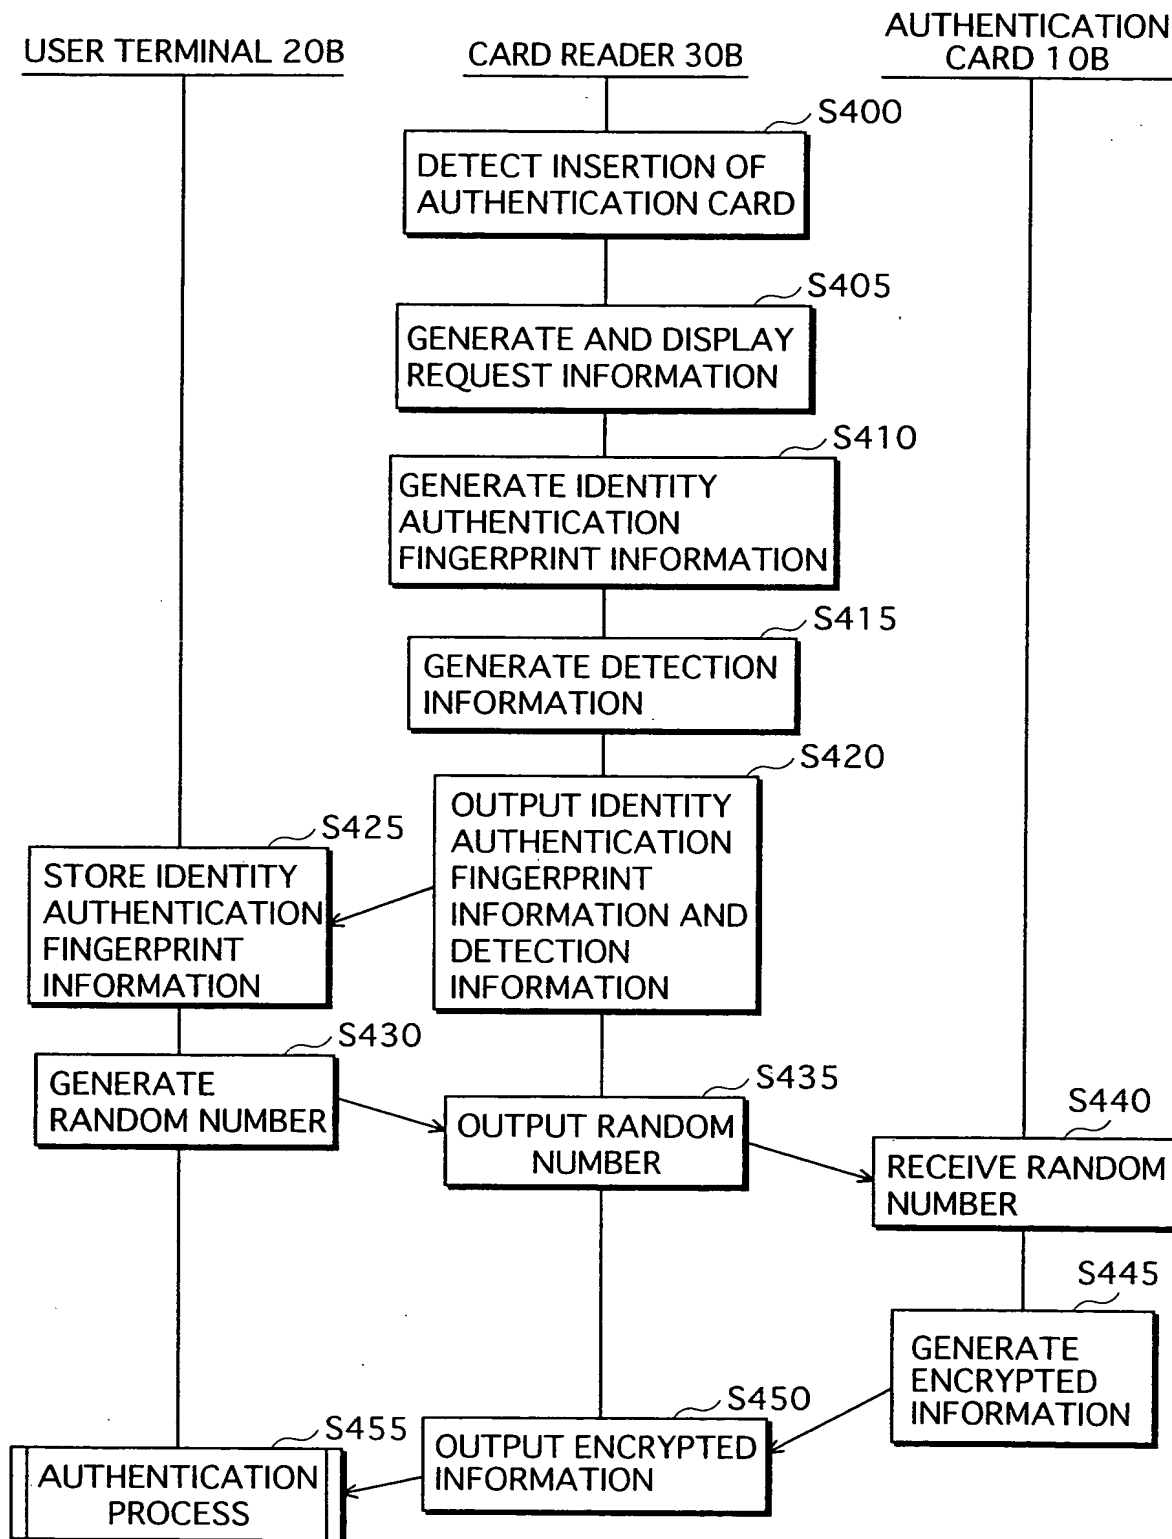 USER TERMINAL 20B
CARD READER 30B
AUTHENTICATION
CARD 10B
S400
DETECT INSERTION OF
AUTHENTICATION CARD
S405
GENERATE AND DISPLAY
REQUEST INFORMATION
S410
GENERATE IDENTITY
AUTHENTICATION
FINGERPRINT INFORMATION
S415
GENERATE DETECTION
INFORMATION
S420
OUTPUT IDENTITY
AUTHENTICATION
FINGERPRINT
INFORMATION AND
DETECTION
INFORMATION
S425
STORE IDENTITY
AUTHENTICATION
FINGERPRINT
INFORMATION
S430
GENERATE
RANDOM NUMBER
S435
OUTPUT RANDOM
NUMBER
S440
RECEIVE RANDOM
NUMBER
S445
GENERATE
ENCRYPTED
INFORMATION
S450
OUTPUT ENCRYPTED
INFORMATION
S455
AUTHENTICATION
PROCESS